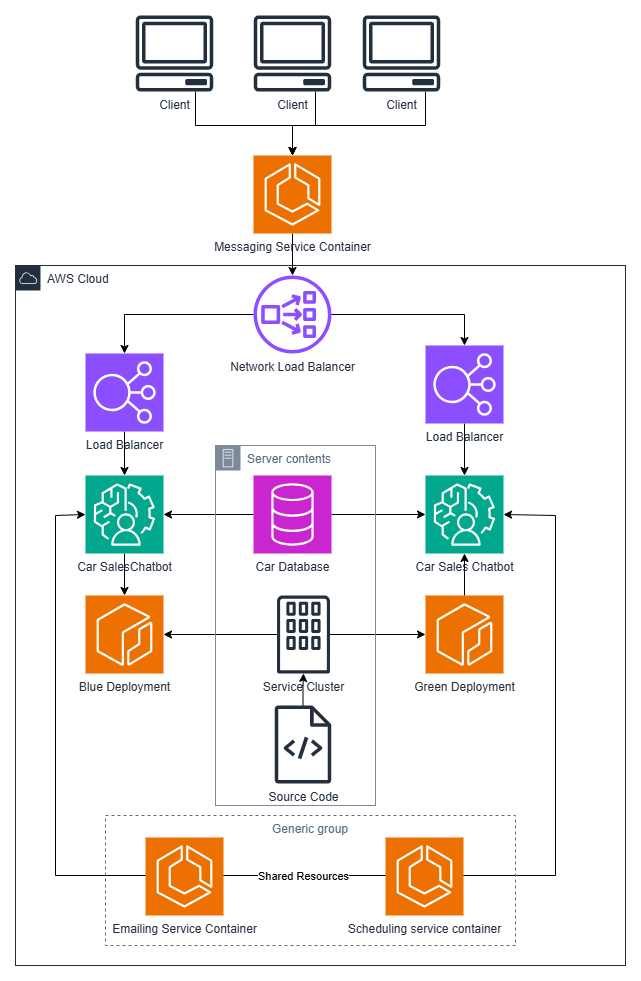 Client
Client
Client
Messaging Service Container
AWS Cloud
Network Load Balancer
Load Balancer
Load Balancer
Server contents
Car SalesChatbot
Car Database
Car Sales Chatbot
Blue Deployment
Service Cluster
Green Deployment
</>
Source Code
Generic group
Shared Resources
Emailing Service Container
Scheduling service container